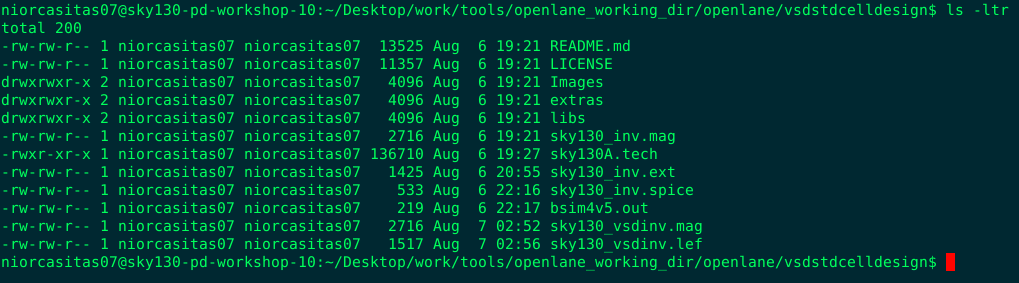 niorcasitas07@sky130-pd-workshop-10:~/Desktop/work/tools/openlane_working_dir/openlane/vsdstdcelldesign$ ls -ltr
total 200
-rw-rw-r-- 1 niorcasitas07 niorcasitas07  13525 Aug  6 19:21 README.md
-rw-rw-r-- 1 niorcasitas07 niorcasitas07  11357 Aug  6 19:21 LICENSE
drwxrwxr-x 2 niorcasitas07 niorcasitas07   4096 Aug  6 19:21 Images
drwxrwxr-x 2 niorcasitas07 niorcasitas07   4096 Aug  6 19:21 extras
drwxrwxr-x 2 niorcasitas07 niorcasitas07   4096 Aug  6 19:21 libs
-rw-rw-r-- 1 niorcasitas07 niorcasitas07   2716 Aug  6 19:21 sky130_inv.mag
-rwxr-xr-x 1 niorcasitas07 niorcasitas07 136710 Aug  6 19:27 sky130A.tech
-rw-rw-r-- 1 niorcasitas07 niorcasitas07   1425 Aug  6 20:55 sky130_inv.ext
-rw-rw-r-- 1 niorcasitas07 niorcasitas07    533 Aug  6 22:16 sky130_inv.spice
-rw-rw-r-- 1 niorcasitas07 niorcasitas07    219 Aug  6 22:17 bsim4v5.out
-rw-rw-r-- 1 niorcasitas07 niorcasitas07   2716 Aug  7 02:52 sky130_vsdinv.mag
-rw-rw-r-- 1 niorcasitas07 niorcasitas07   1517 Aug  7 02:56 sky130_vsdinv.lef
niorcasitas07@sky130-pd-workshop-10:~/Desktop/work/tools/openlane_working_dir/openlane/vsdstdcelldesign$